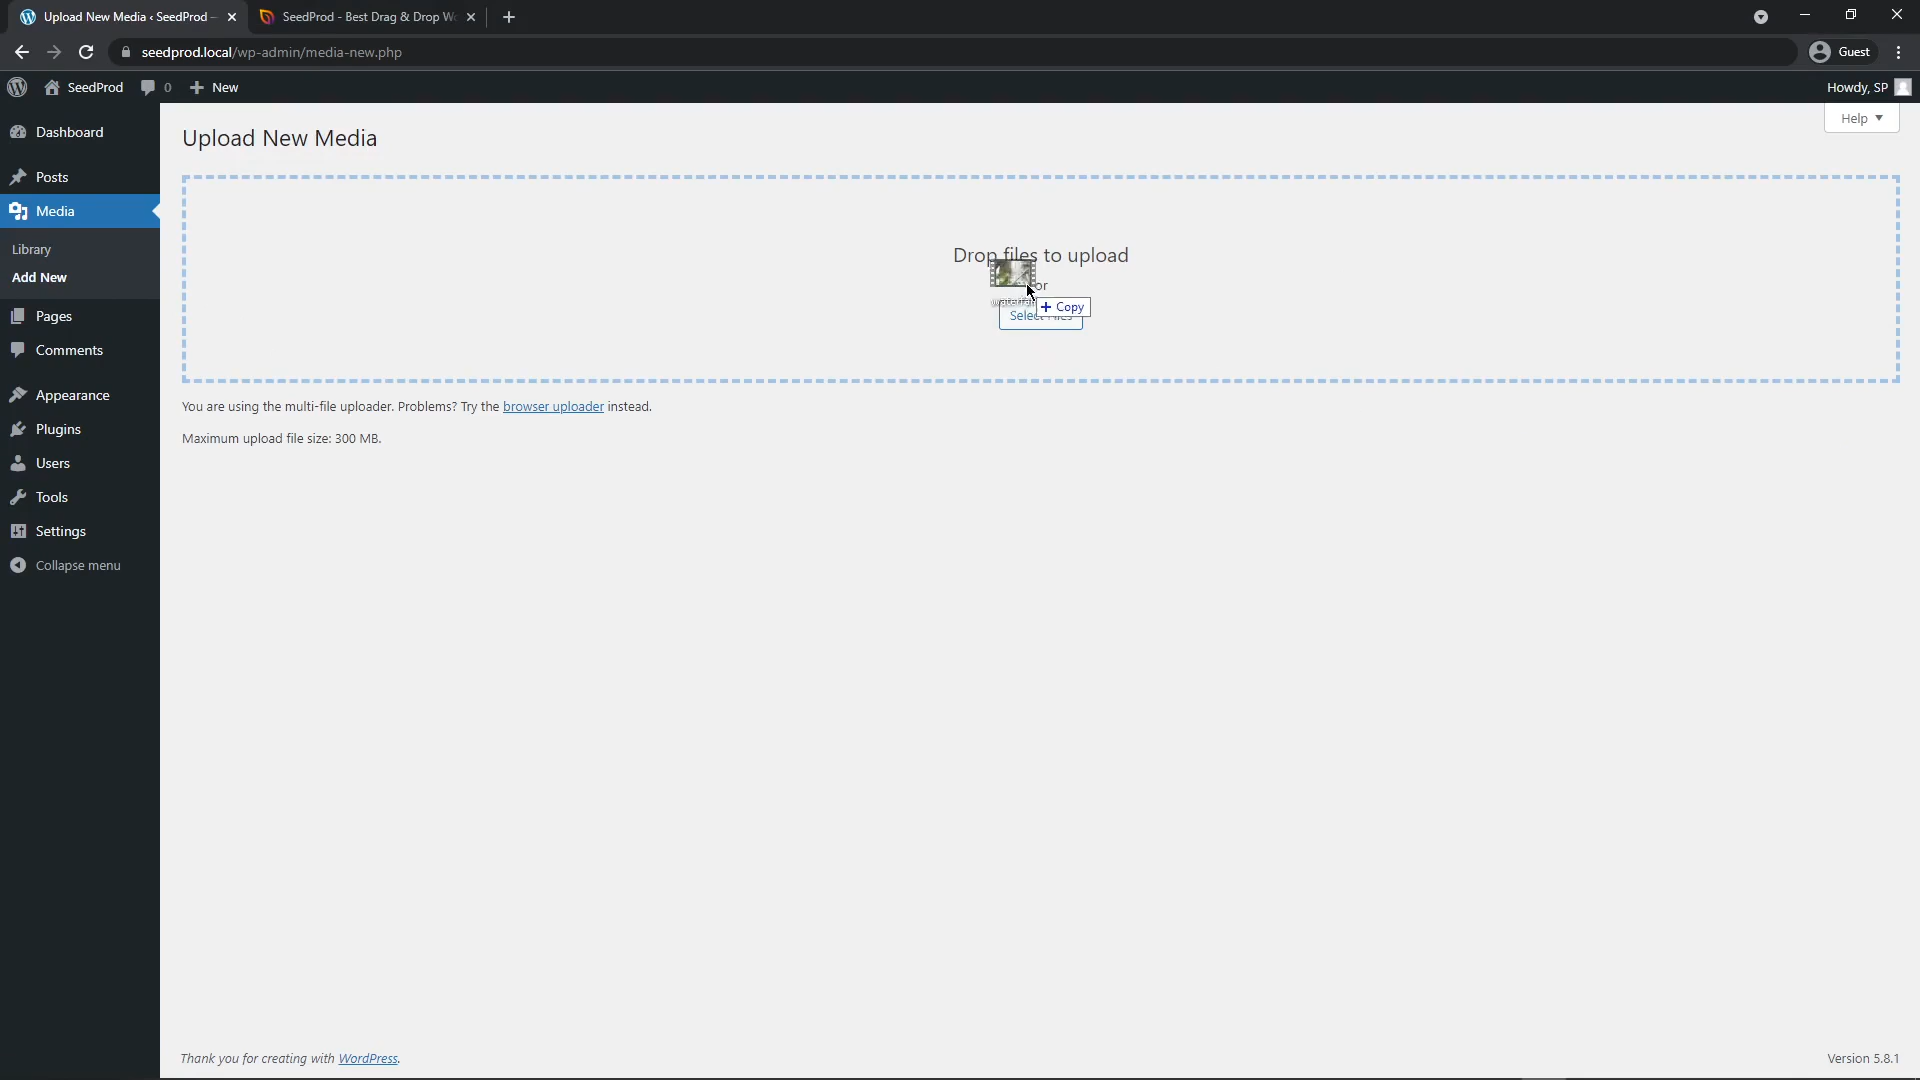 Upload New Media ‹ SeedProd —
SeedProd - Best Drag & Drop Wo
seedprod.local/wp-admin/media-new.php
Guest
SeedProd
0
New
Howdy, SP
Help
Dashboard
Posts
Media
Library
Add New
Pages
Comments
Appearance
Plugins
Users
Tools
Settings
Collapse menu
Upload New Media
Drop files to upload
or
Copy
Select Files
You are using the multi-file uploader. Problems? Try the browser uploader instead.
Maximum upload file size: 300 MB.
Thank you for creating with WordPress.
Version 5.8.1